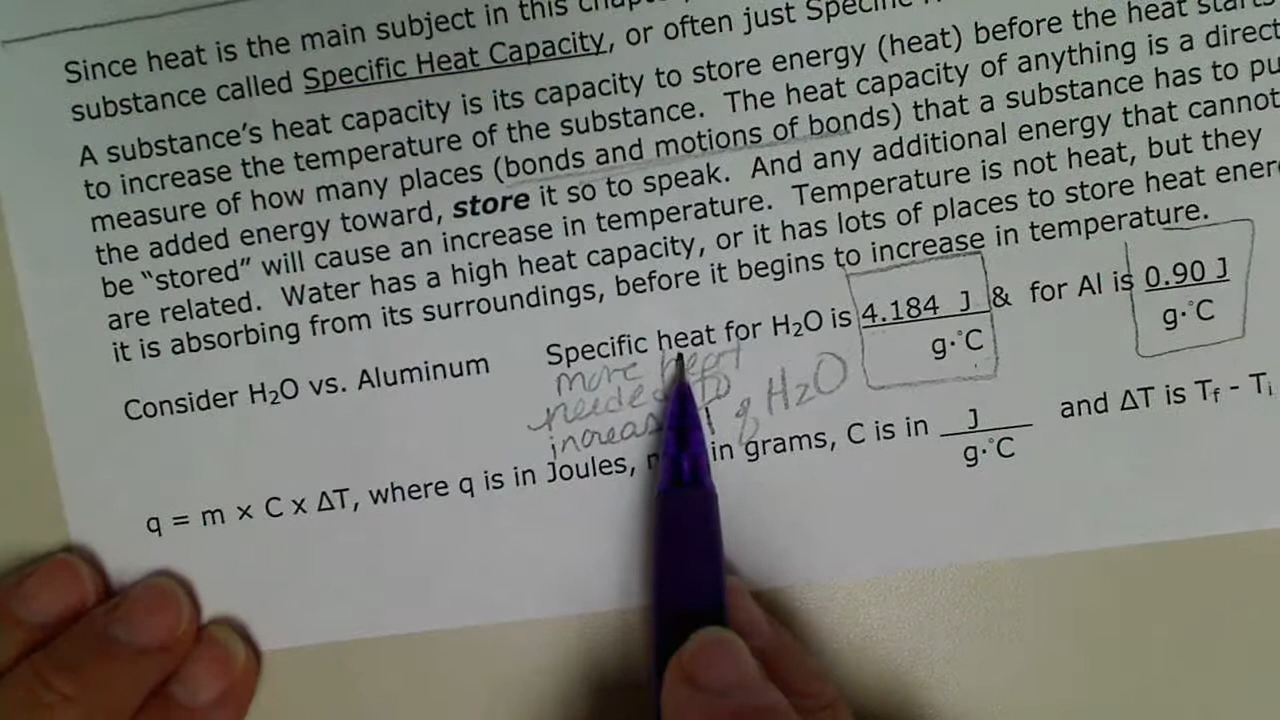 Since heat is the main subject in this
substance called Specific Heat Capacity, or often just
A substance's heat capacity is its capacity to store energy (heat) before the heat starts
to increase the temperature of the substance. The heat capacity of anything is a direct
measure of how many places (bonds and motions of bonds) that a substance has to
the added energy toward, store it so to speak. And any additional energy that cannot
be “stored” will cause an increase in temperature. Temperature is not heat, but they
are related. Water has a high heat capacity, or it has lots of places to store heat
it is absorbing from its surroundings, before it begins to increase in temperature.
Consider H₂O vs. Aluminum Specific heat for H₂O is 4.184 J & for Al is 0.90 J
g·°C g·°C
more heat
needed to
increase T of H₂O
q = m x C x ΔT, where q is in Joules, in grams, C is in J and ΔT is Tf - Ti
g·°C